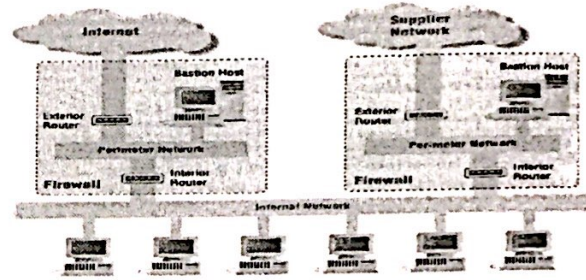 Internet
Supplier
Network
Bastion Host
Exterior
Router
Perimeter Network
Interior
Router
Firewall
Bastion Host
Exterior
Router
Perimeter Network
Interior
Router
Firewall
Internal Network